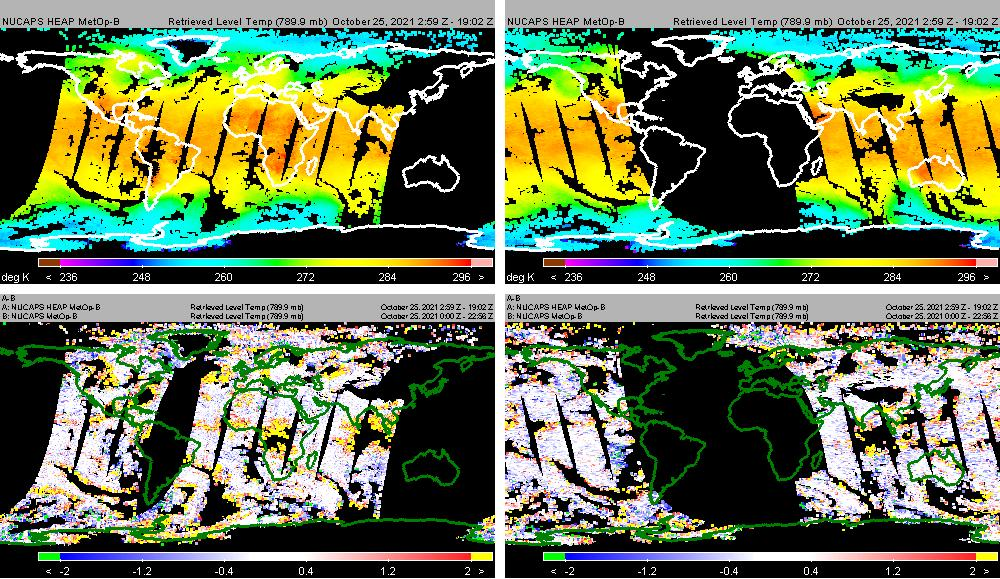 NUCAPS HEAP MetOp-B Retrieved Level Temp (789.9 mb) October 25, 2021 2:59 Z - 19:02 Z
deg K < 236 248 260 272 284 296 >
NUCAPS HEAP MetOp-B Retrieved Level Temp (789.9 mb) October 25, 2021 2:59 Z - 19:02 Z
deg K < 236 248 260 272 284 296 >
A-B
A: NUCAPS HEAP MetOp-B Retrieved Level Temp (789.9 mb) October 25, 2021 2:59 Z - 19:02 Z
B: NUCAPS HEAP MetOp-B Retrieved Level Temp (789.9 mb) October 25, 2021 0:00 Z - 22:56 Z
< -2 -1.2 -0.4 0.4 1.2 2 >
A-B
A: NUCAPS HEAP MetOp-B Retrieved Level Temp (789.9 mb) October 25, 2021 2:59 Z - 19:02 Z
B: NUCAPS HEAP MetOp-B Retrieved Level Temp (789.9 mb) October 25, 2021 0:00 Z - 22:56 Z
< -2 -1.2 -0.4 0.4 1.2 2 >